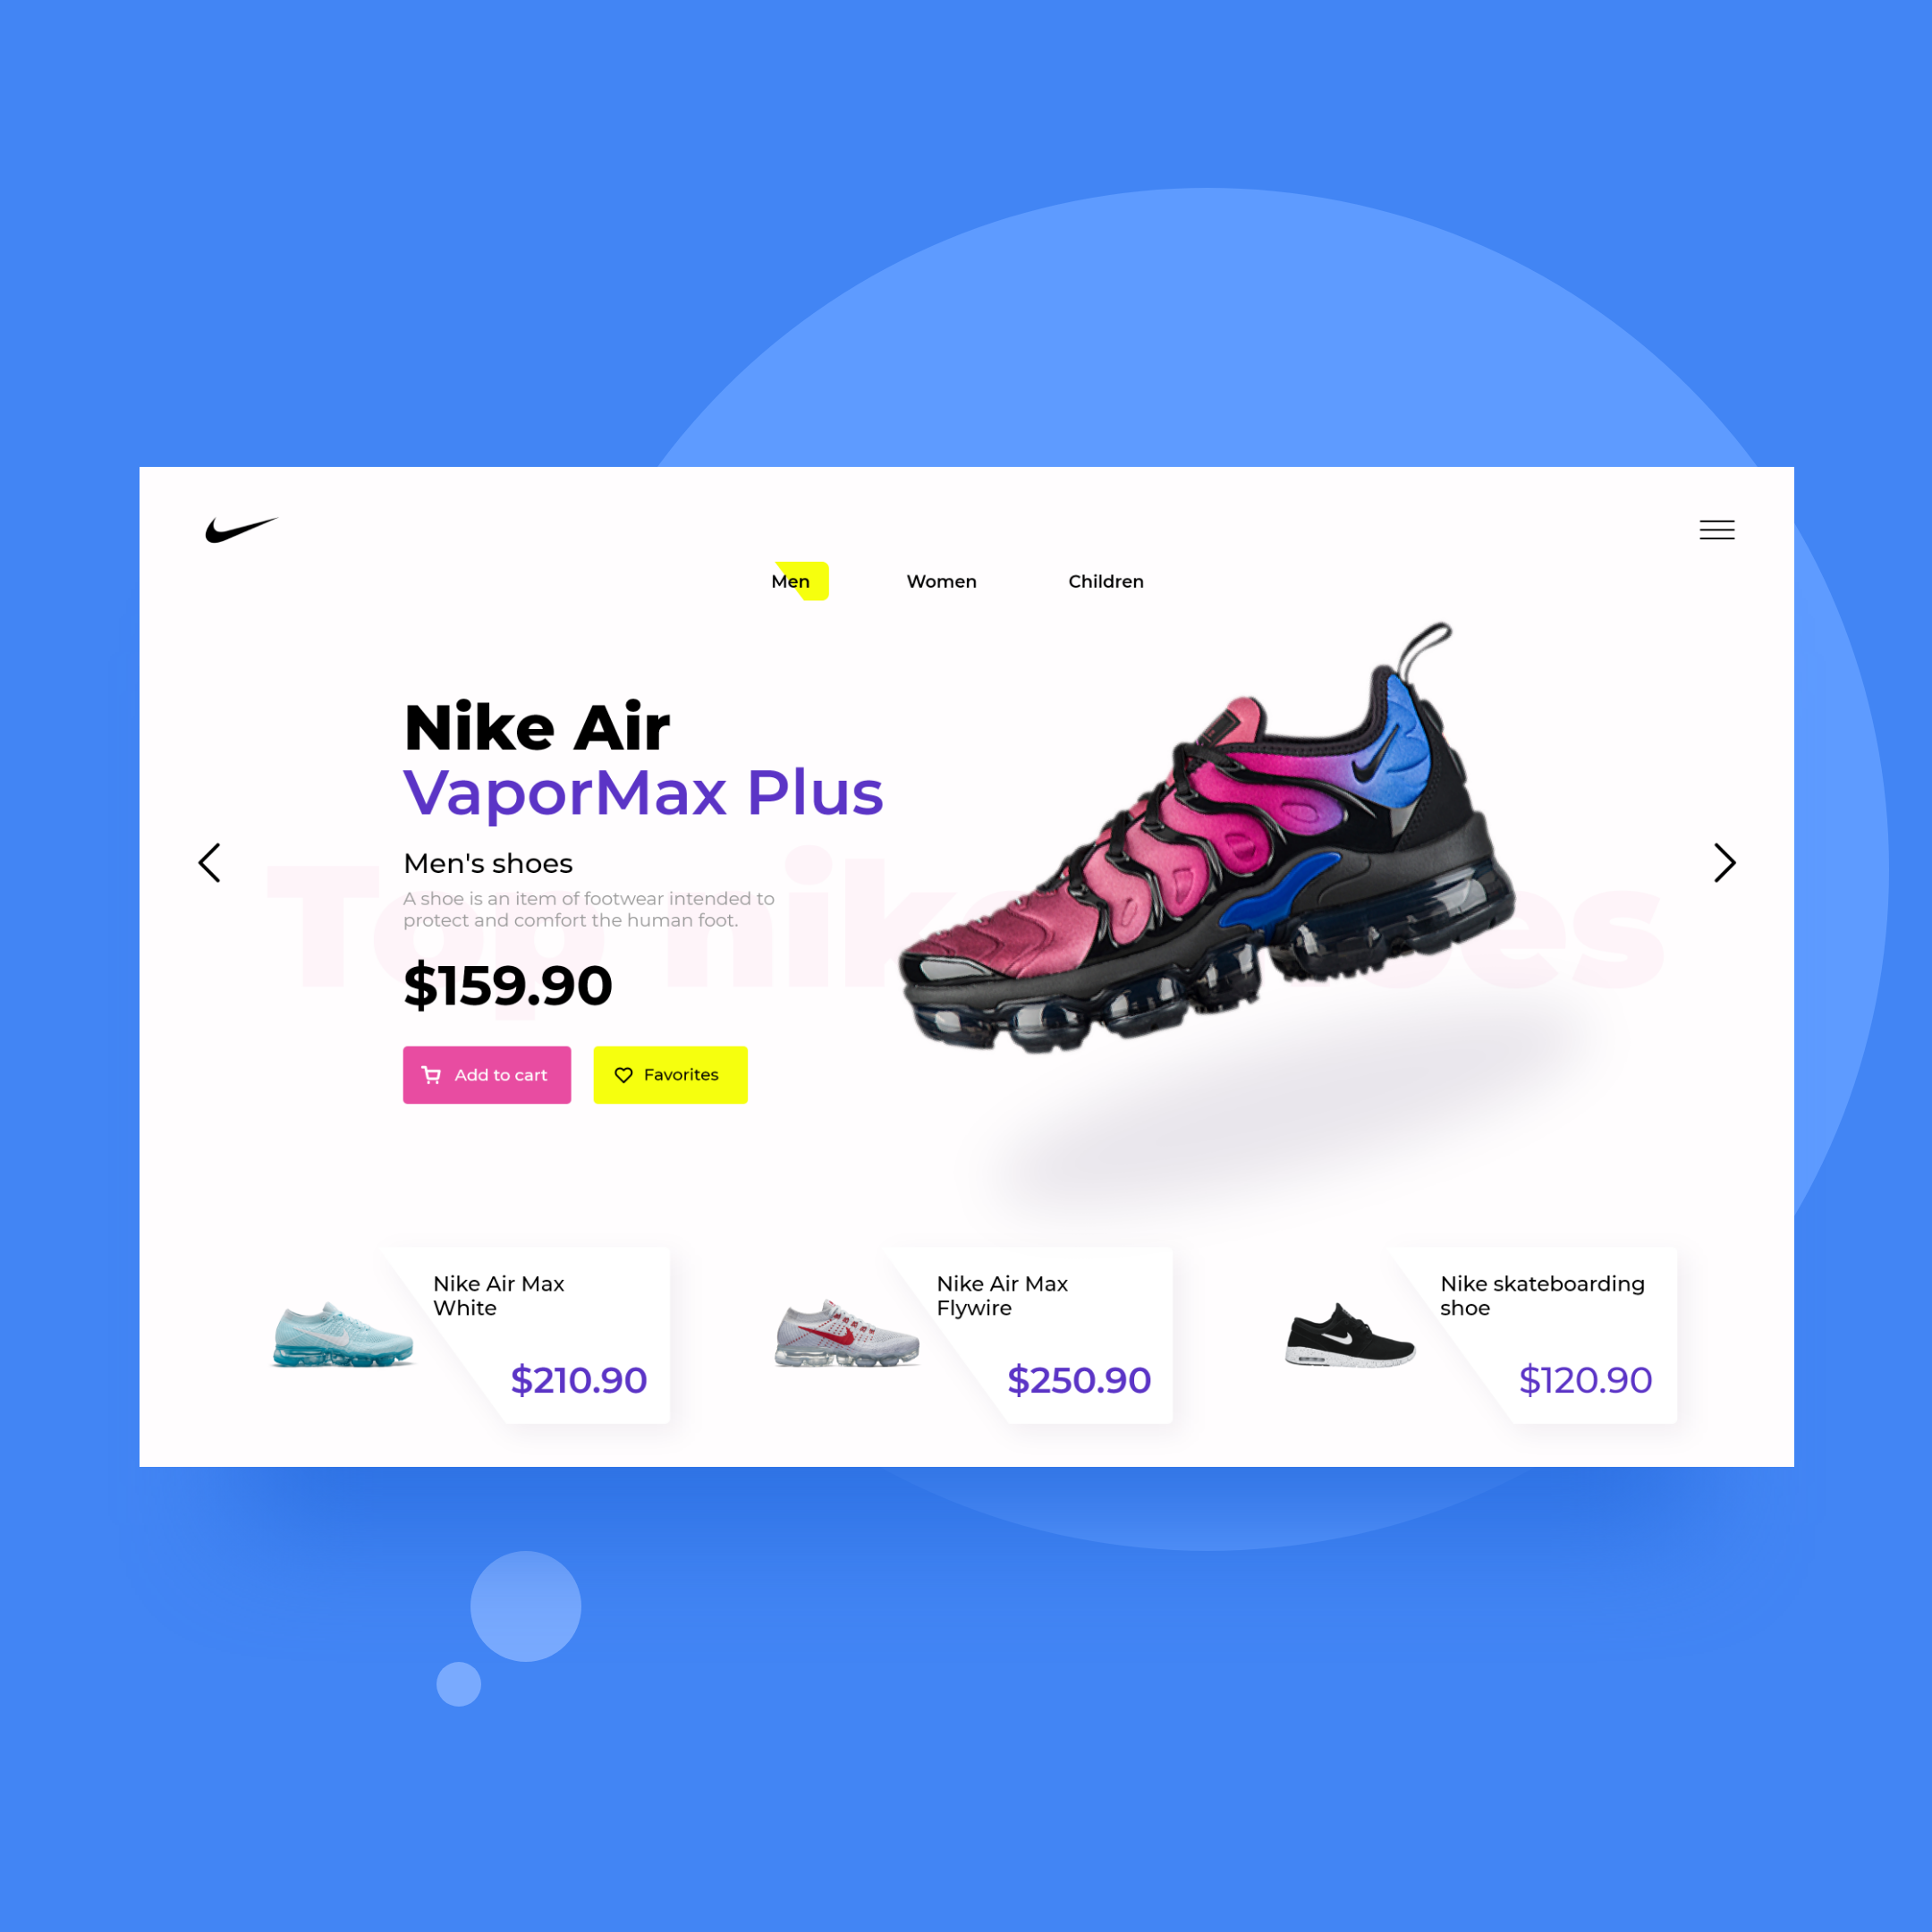 Men
Women
Children
Nike Air
VaporMax Plus
Men's shoes
A shoe is an item of footwear intended to
protect and comfort the human foot.
$159.90
Add to cart
Favorites
Top nike
Nike Air Max
White
$210.90
Nike Air Max
Flywire
$250.90
Nike skateboarding
shoe
$120.90